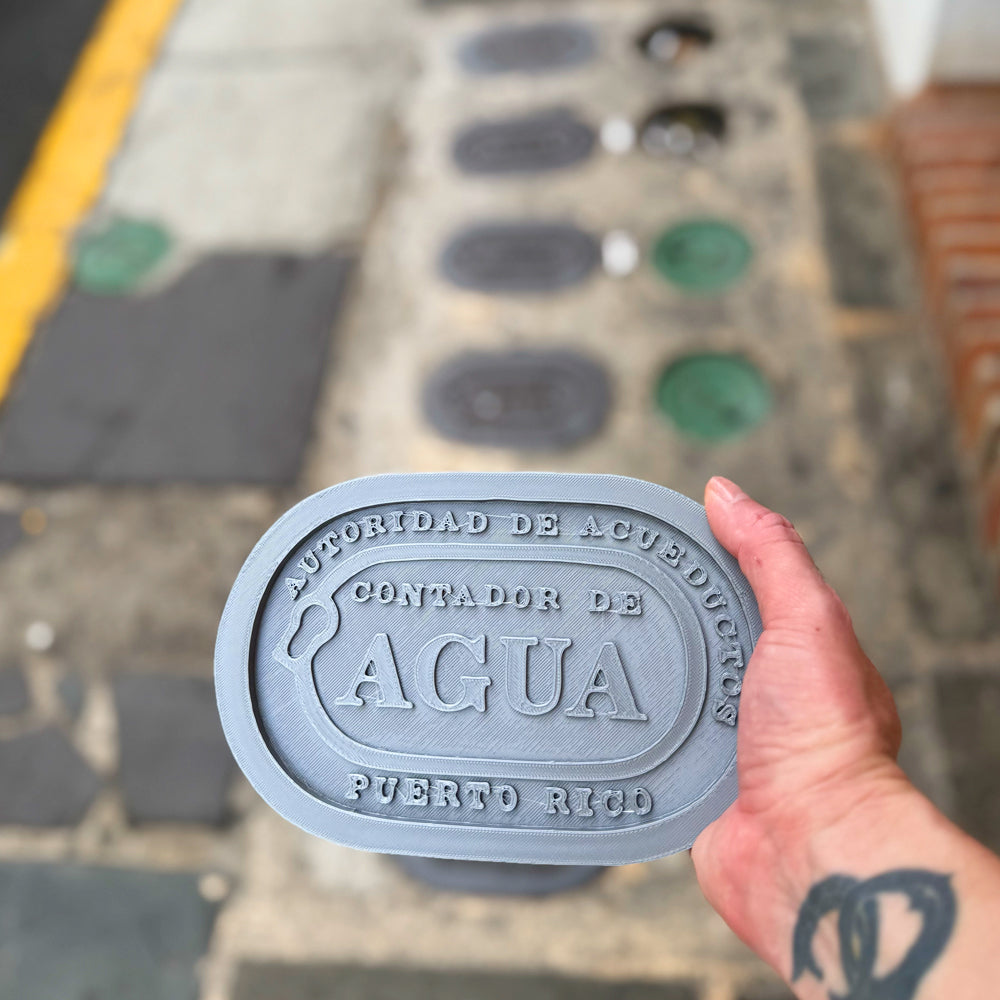 AUTORIDAD DE ACUEDUCTOS
CONTADOR DE
AGUA
PUERTO RICO